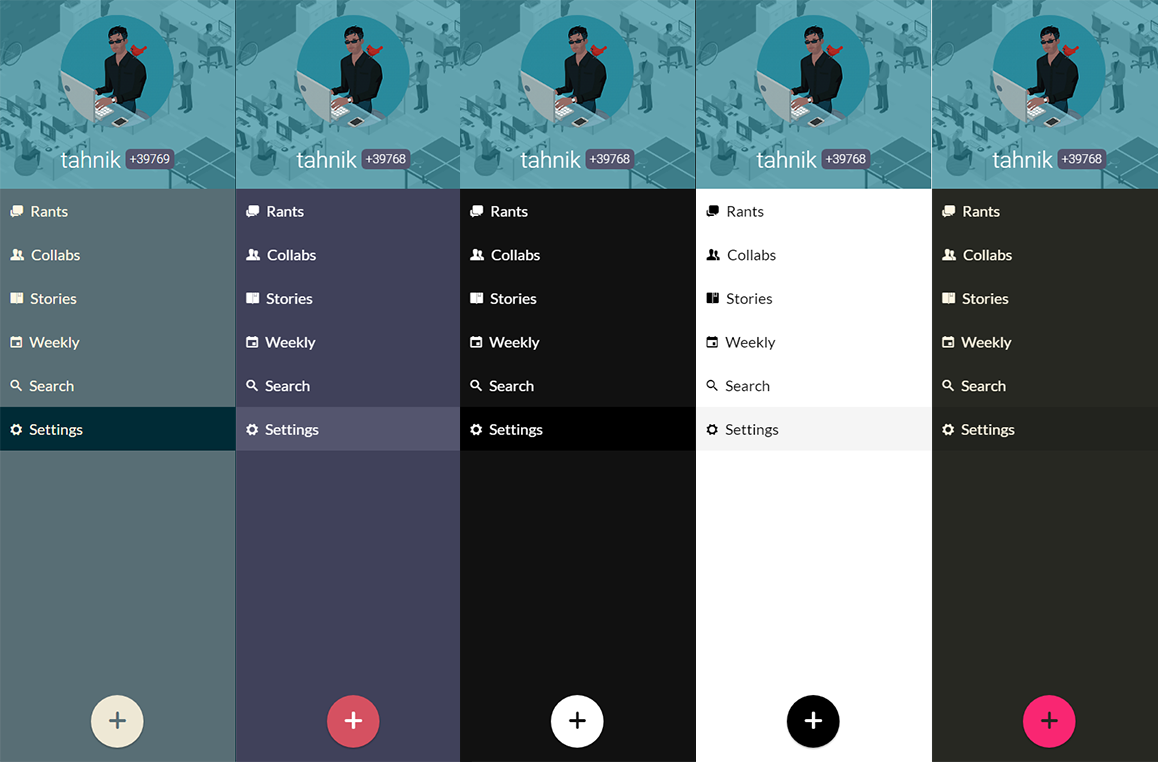 tahnik +39769
Rants
Collabs
Stories
Weekly
Search
Settings
tahnik +39768
Rants
Collabs
Stories
Weekly
Search
Settings
tahnik +39768
Rants
Collabs
Stories
Weekly
Search
Settings
tahnik +39768
Rants
Collabs
Stories
Weekly
Search
Settings
tahnik +39768
Rants
Collabs
Stories
Weekly
Search
Settings